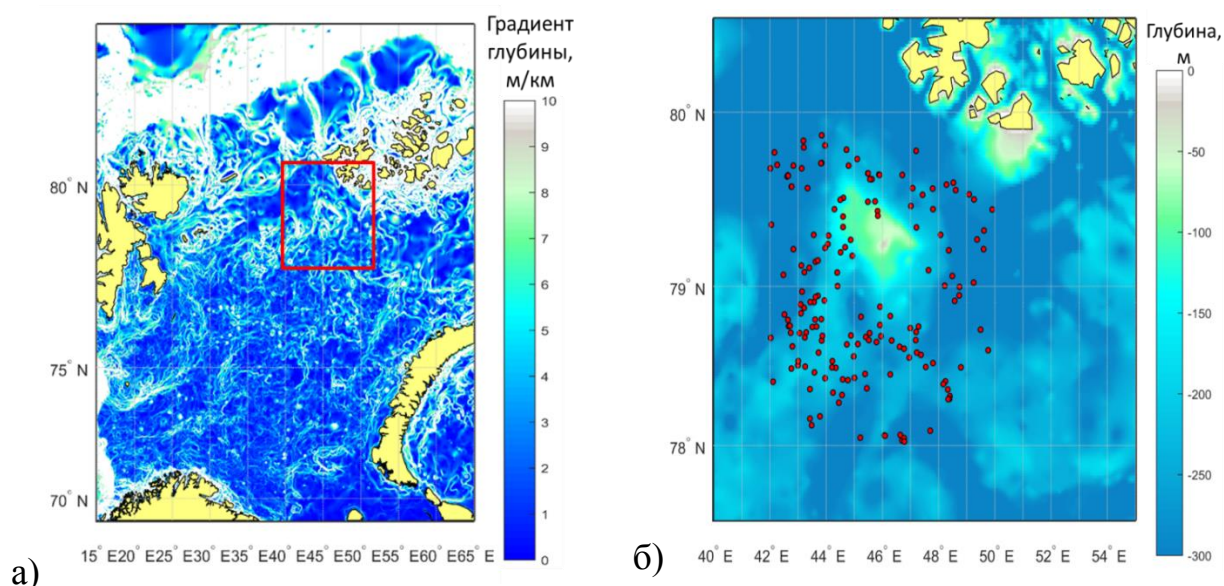 Градиент
глубины,
м/км
10
9
8
7
6
5
4
3
2
1
0
80° N
75° N
70° N
15° E20° E25° E30° E35° E40° E45° E50° E55° E60° E65° E
а)
Глубина,
м
0
-50
-100
-150
-200
-250
-300
80° N
79° N
78° N
40° E 42° E 44° E 46° E 48° E 50° E 52° E 54° E
б)